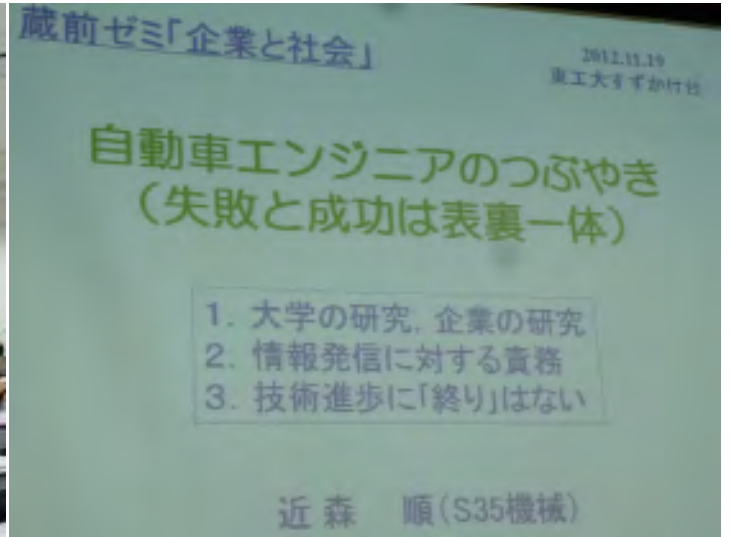 蔵前ゼミ「企業と社会」
2012.11.19
東工大すずかけ台
自動車エンジニアのつぶやき
（失敗と成功は表裏一体）
1. 大学の研究，企業の研究
2. 情報発信に対する責務
3. 技術進歩に「終り」はない
近森 順（S35機械）